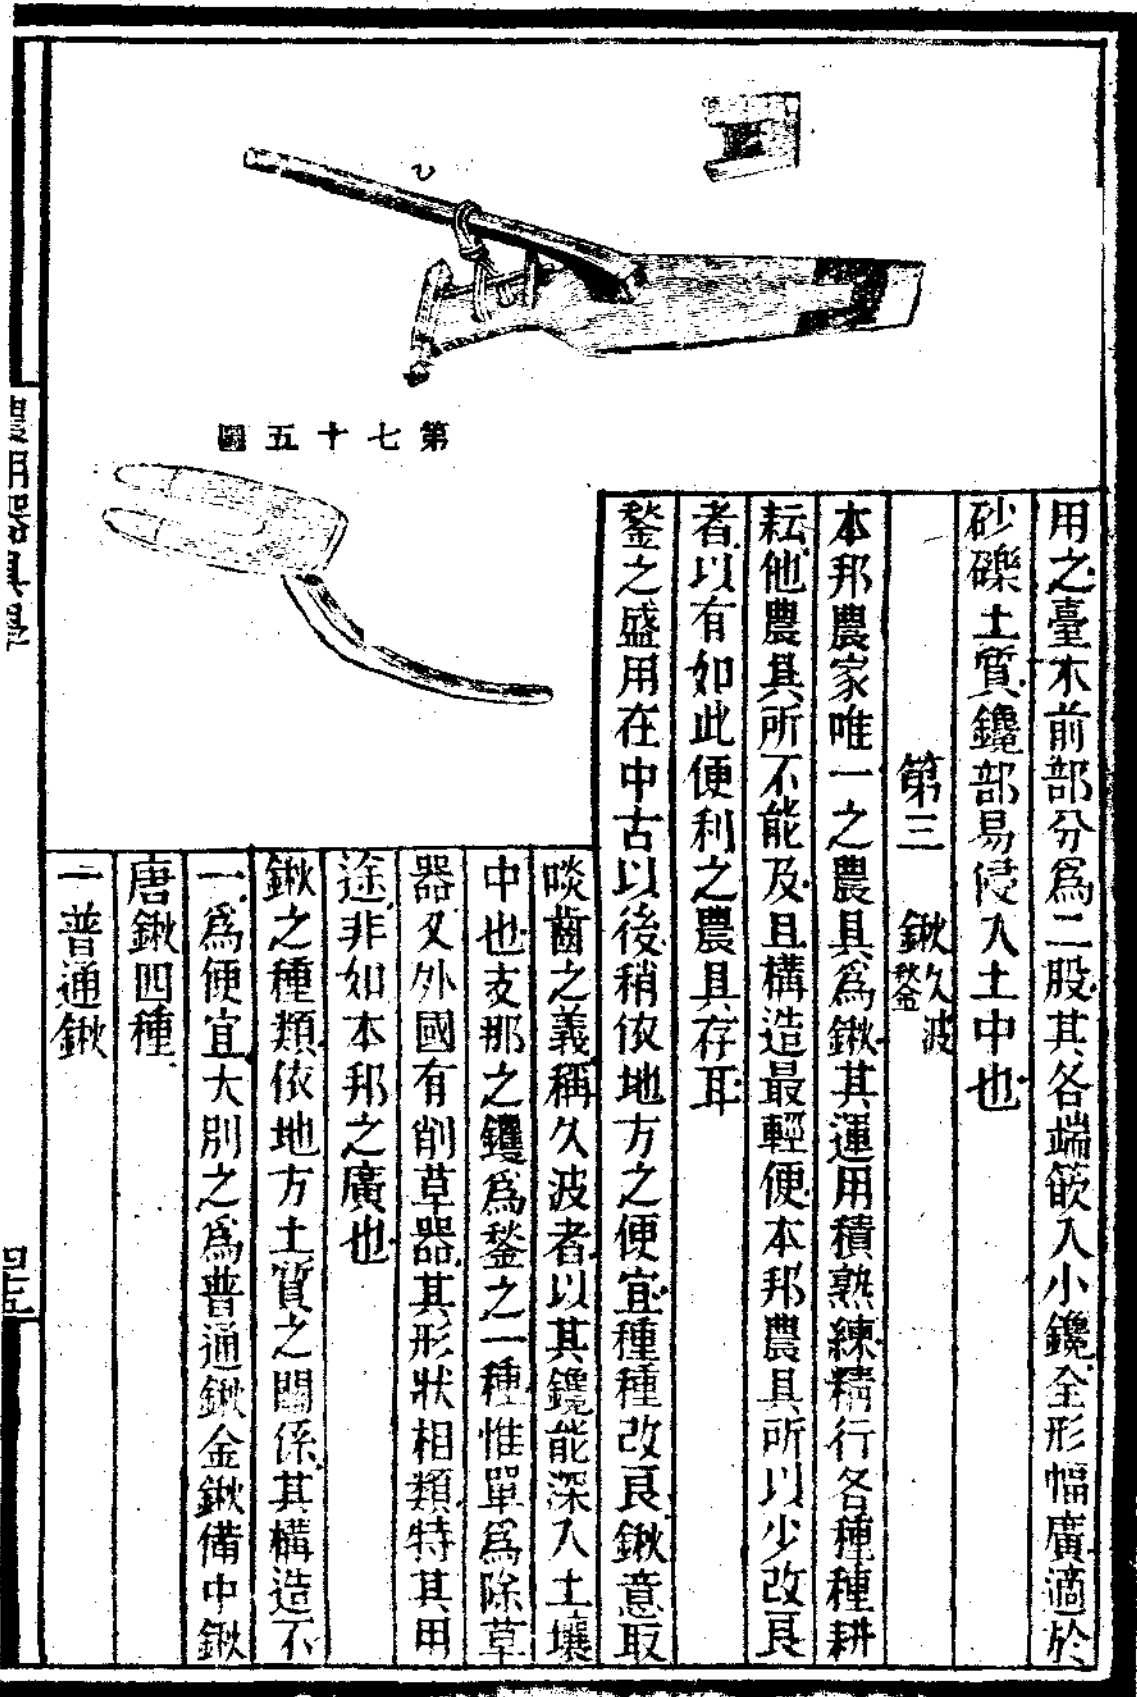 用之臺木前部分爲二股其各端嵌入小鑱全形幅廣適於
砂礫土質鑱部易侵入土中也
第三 鍬久波 秋金
本邦農家唯一之農具爲鍬其運用積熟練精行各種種耕
耘他農具所不能及且構造最輕便本邦農具所以少改良
者以有如此便利之農具存耳
鍫之盛用在中古以後稍依地方之便宜種種改良鍬意取
啖齒之義稱久波者以其鑱能深入土壤
中也支那之钁爲鍫之一種惟單爲除草
器又外國有削草器其形狀相類特其用
途非如本邦之廣也
鍬之種類依地方土質之關係其構造不
一爲便宜大別之爲普通鍬金鍬備中鍬
唐鍬四種
一 普通鍬
ひ
第七十五圖
農用器具學